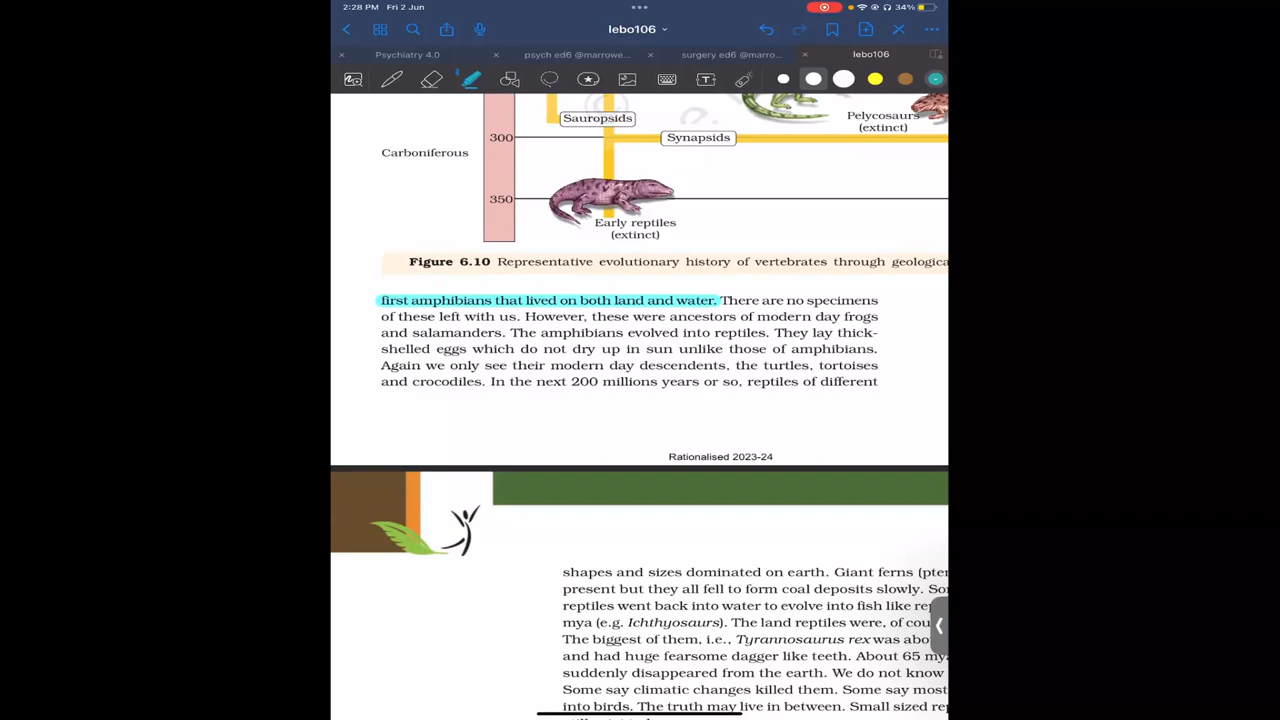 2:28 PM Fri 2 Jun
34%
lebo106
Psychiatry 4.0
psych ed6 @marrowe...
surgery ed6 @marro...
lebo106
Pelycosaurs
(extinct)
Sauropsids
300
Synapsids
Carboniferous
350
Early reptiles
(extinct)
Figure 6.10 Representative evolutionary history of vertebrates through geologica
first amphibians that lived on both land and water. There are no specimens
of these left with us. However, these were ancestors of modern day frogs
and salamanders. The amphibians evolved into reptiles. They lay thick-
shelled eggs which do not dry up in sun unlike those of amphibians.
Again we only see their modern day descendents, the turtles, tortoises
and crocodiles. In the next 200 millions years or so, reptiles of different
Rationalised 2023-24
shapes and sizes dominated on earth. Giant ferns (pter
present but they all fell to form coal deposits slowly. So
reptiles went back into water to evolve into fish like rep
mya (e.g. Ichthyosaurs). The land reptiles were, of cou
The biggest of them, i.e., Tyrannosaurus rex was abo
and had huge fearsome dagger like teeth. About 65 my
suddenly disappeared from the earth. We do not know
Some say climatic changes killed them. Some say most
into birds. The truth may live in between. Small sized rep